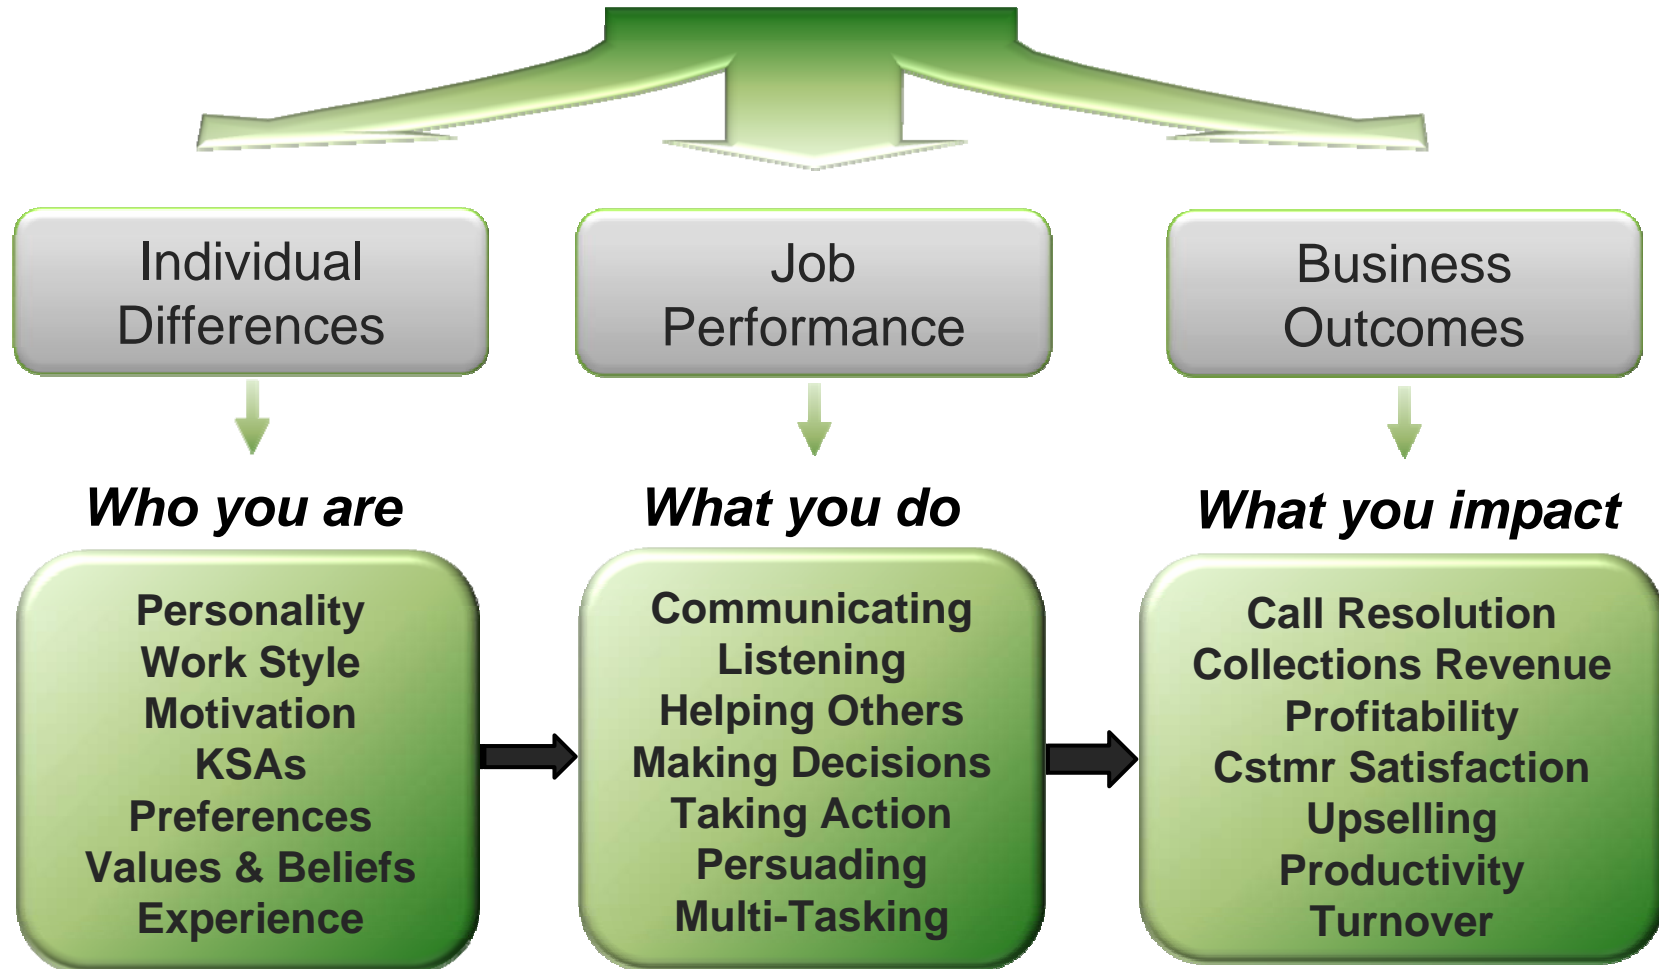 Individual
Differences
Job
Performance
Business
Outcomes
Who you are
What you do
What you impact
Personality
Work Style
Motivation
KSAs
Preferences
Values & Beliefs
Experience
Communicating
Listening
Helping Others
Making Decisions
Taking Action
Persuading
Multi-Tasking
Call Resolution
Collections Revenue
Profitability
Cstmr Satisfaction
Upselling
Productivity
Turnover